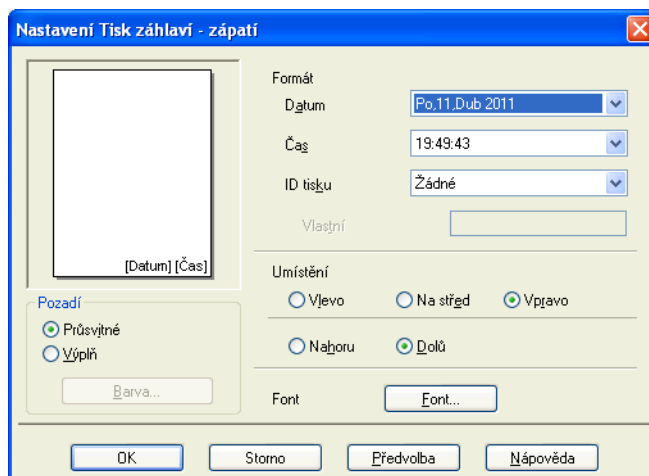 Nastavení Tisk záhlaví - zápatí
[Datum] [Čas]
Pozadí
Průsvitné
Výplň
Barva...
Formát
Datum Po,11,Dub 2011
Čas 19:49:43
ID tisku Žádné
Vlastní
Umístění
Vlevo Na střed Vpravo
Nahoru Dolů
Font Font...
OK Storno Předvolba Nápověda